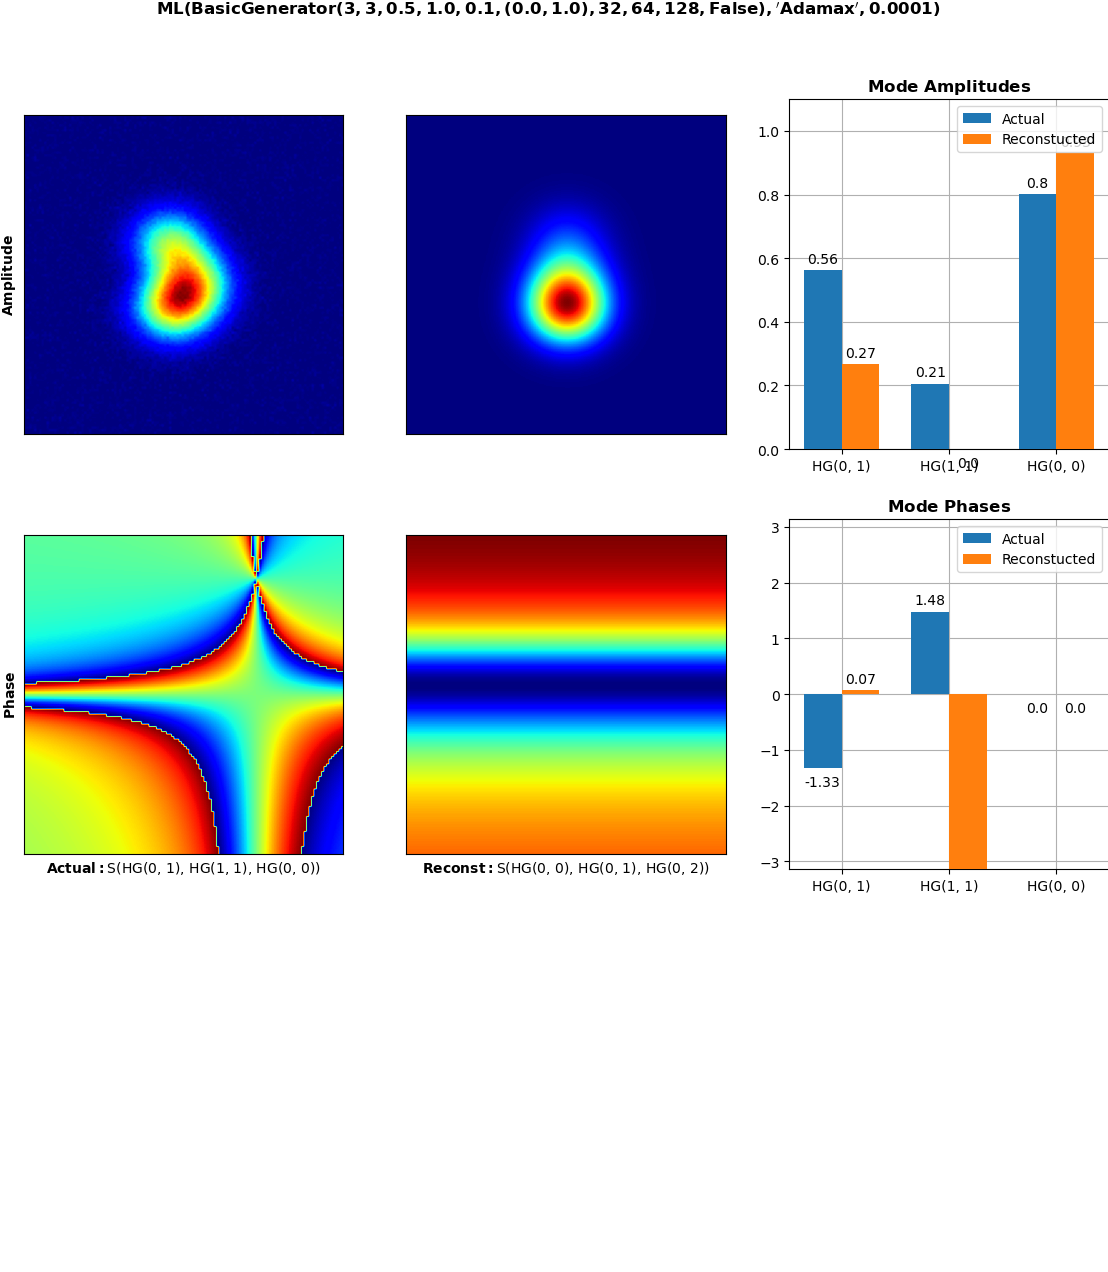 ML(BasicGenerator(3, 3, 0.5, 1.0, 0.1, (0.0, 1.0), 32, 64, 128, False), ′Adamax′, 0.0001)
Amplitude
Mode Amplitudes
Actual
Reconstucted
1.0
0.8
0.6
0.4
0.2
0.0
0.56
0.27
0.21
0.0
0.8
HG(0, 1)
HG(1, 1)
HG(0, 0)
Phase
Actual: S(HG(0, 1), HG(1, 1), HG(0, 0))
Reconst: S(HG(0, 0), HG(0, 1), HG(0, 2))
Mode Phases
Actual
Reconstucted
3
2
1
0
−1
−2
−3
-1.33
0.07
1.48
0.0
0.0
HG(0, 1)
HG(1, 1)
HG(0, 0)